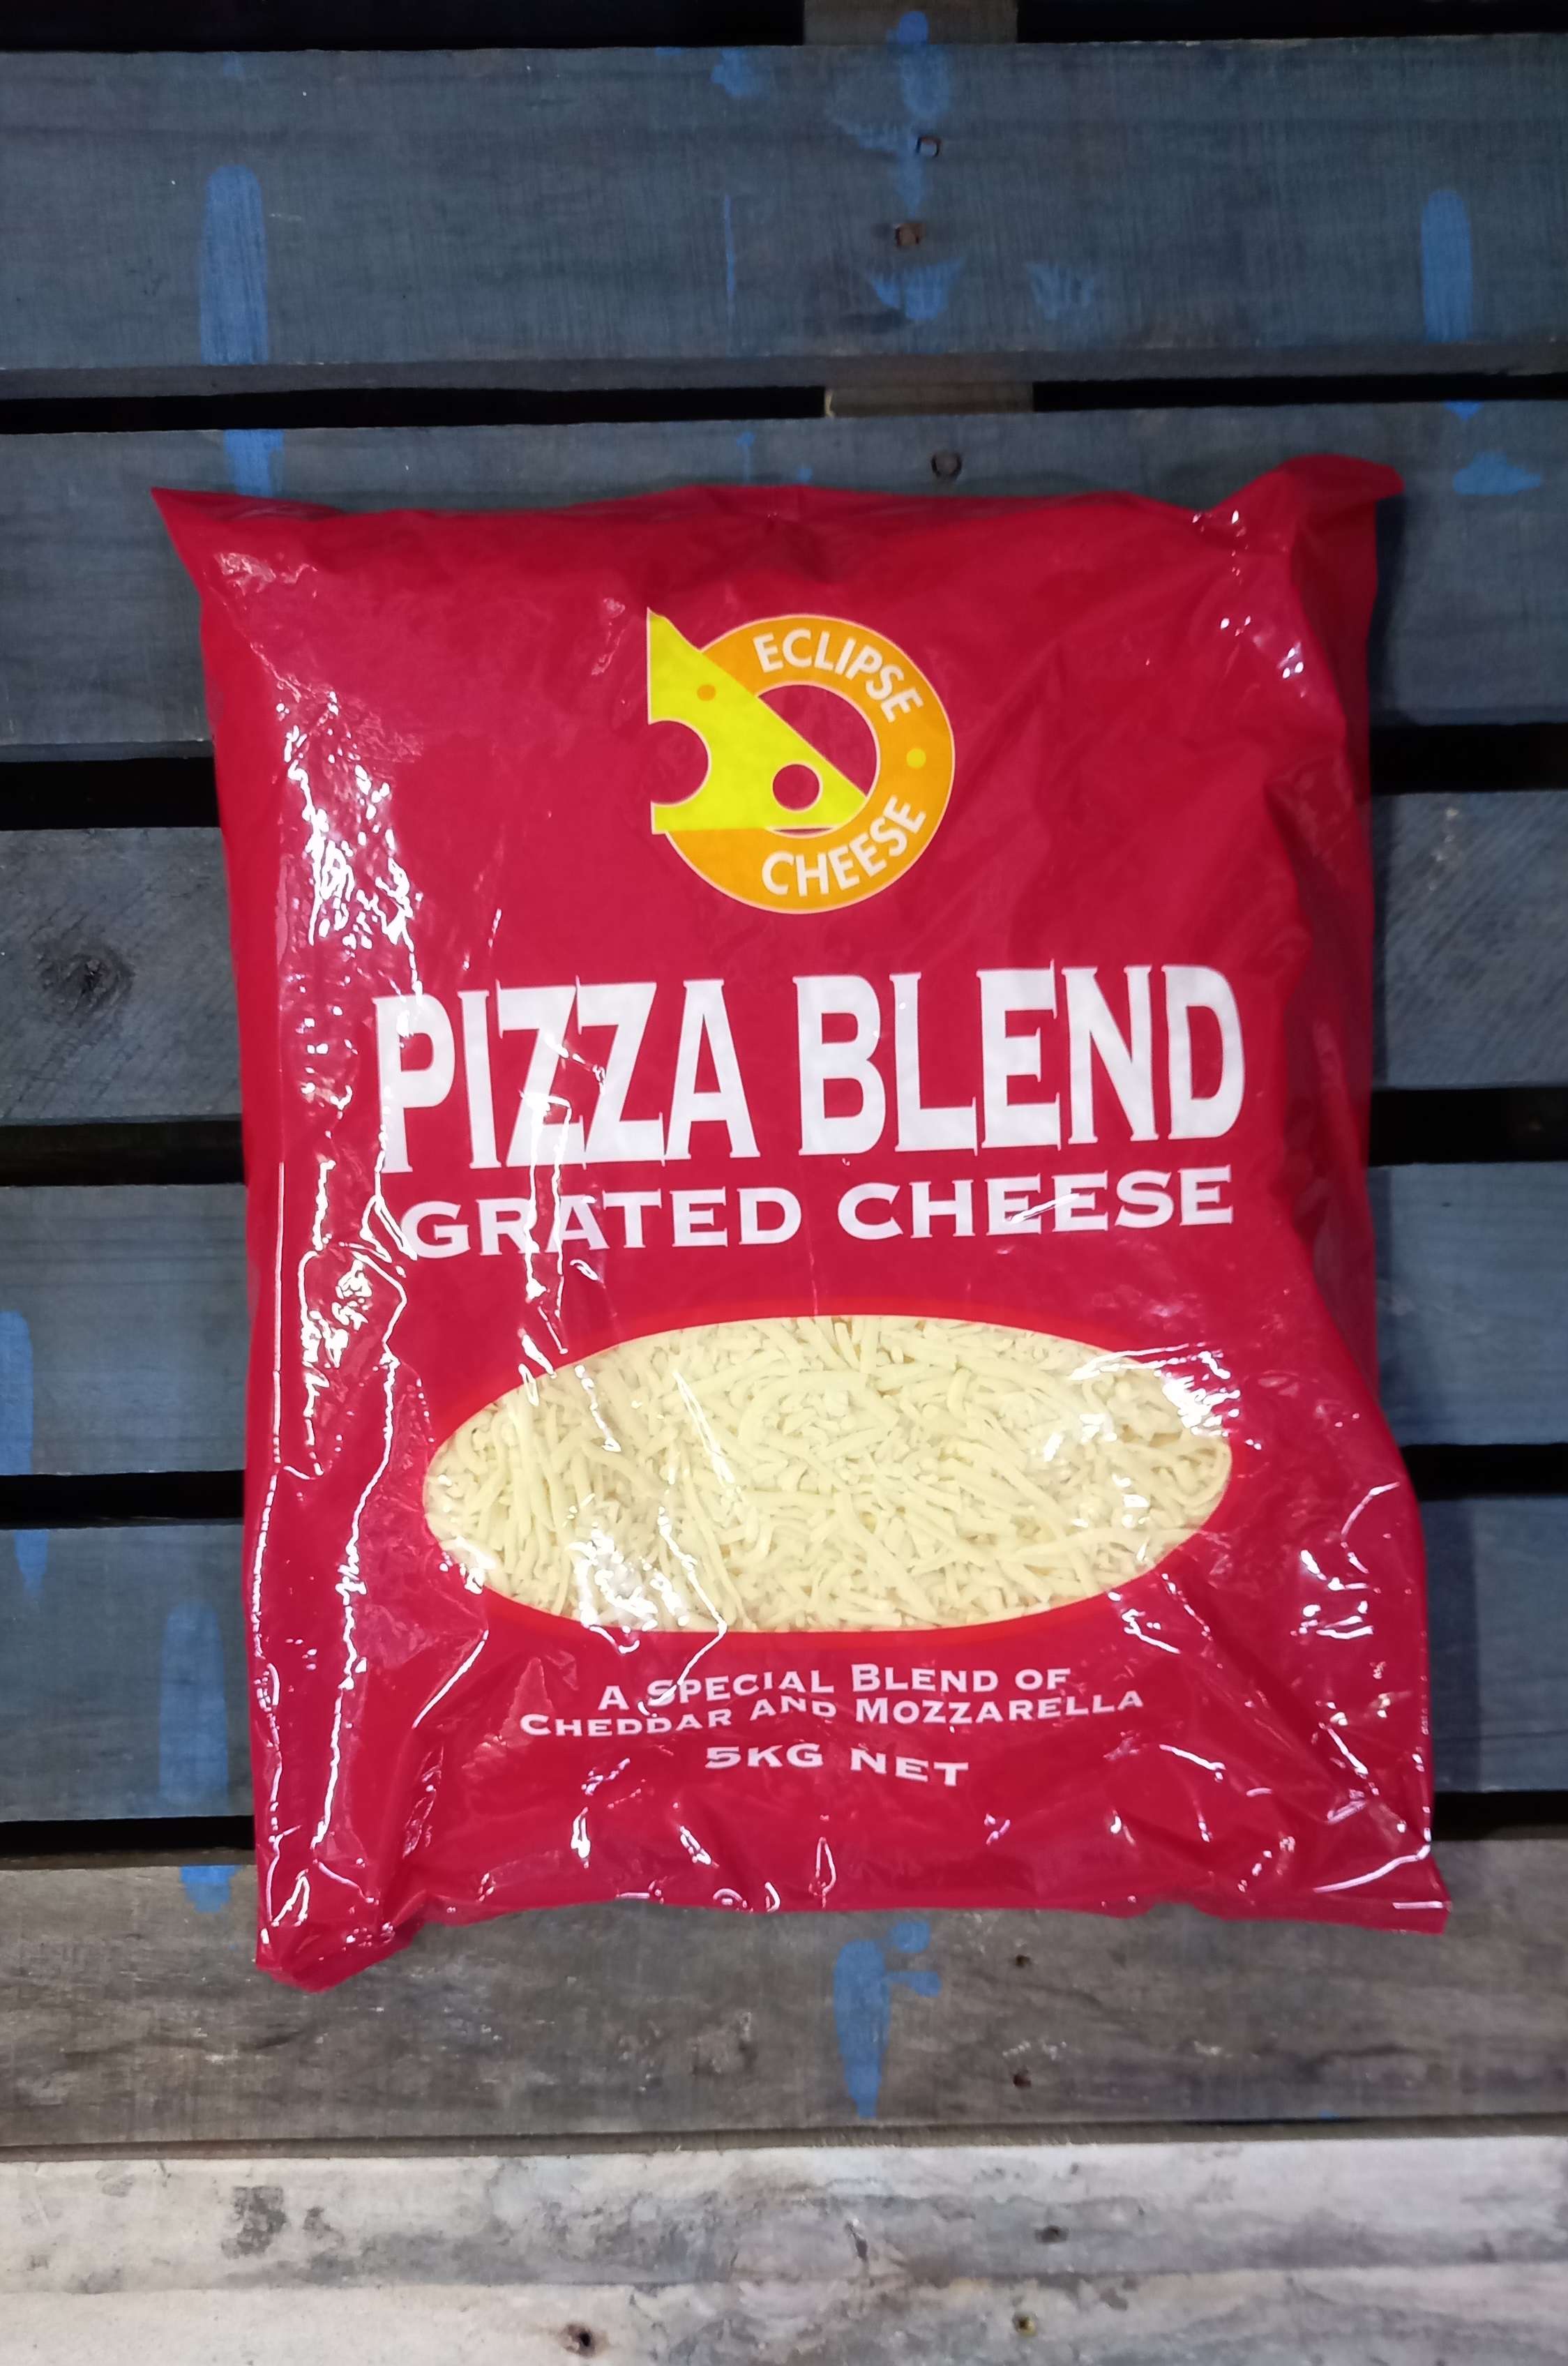 ECLIPSE
CHEESE
PIZZA BLEND
GRATED CHEESE
A SPECIAL BLEND OF
CHEDDAR AND MOZZARELLA
5KG NET